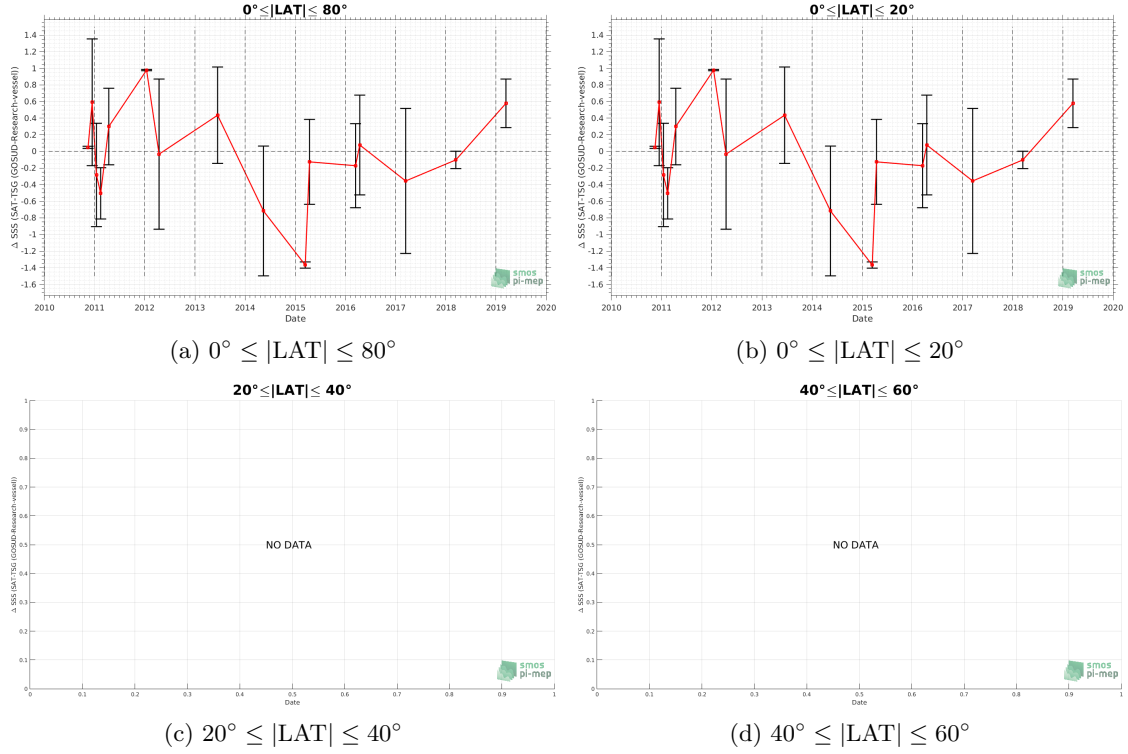 0°≤|LAT|≤ 80°
Δ SSS (SAT-TSG (GOSUD-Research-vessel))
1.4
1.2
1
0.8
0.6
0.4
0.2
0
-0.2
-0.4
-0.6
-0.8
-1
-1.2
-1.4
-1.6
2010 2011 2012 2013 2014 2015 2016 2017 2018 2019 2020
Date
smos
pi-mep
(a) 0° ≤ |LAT| ≤ 80°
0°≤|LAT|≤ 20°
Δ SSS (SAT-TSG (GOSUD-Research-vessel))
1.4
1.2
1
0.8
0.6
0.4
0.2
0
-0.2
-0.4
-0.6
-0.8
-1
-1.2
-1.4
-1.6
2010 2011 2012 2013 2014 2015 2016 2017 2018 2019 2020
Date
smos
pi-mep
(b) 0° ≤ |LAT| ≤ 20°
20°≤|LAT|≤ 40°
Δ SSS (SAT-TSG (GOSUD-Research-vessel))
1
0.9
0.8
0.7
0.6
0.5
0.4
0.3
0.2
0.1
0
NO DATA
0 0.1 0.2 0.3 0.4 0.5 0.6 0.7 0.8 0.9 1
Date
smos
pi-mep
(c) 20° ≤ |LAT| ≤ 40°
40°≤|LAT|≤ 60°
Δ SSS (SAT-TSG (GOSUD-Research-vessel))
1
0.9
0.8
0.7
0.6
0.5
0.4
0.3
0.2
0.1
0
NO DATA
0 0.1 0.2 0.3 0.4 0.5 0.6 0.7 0.8 0.9 1
Date
smos
pi-mep
(d) 40° ≤ |LAT| ≤ 60°